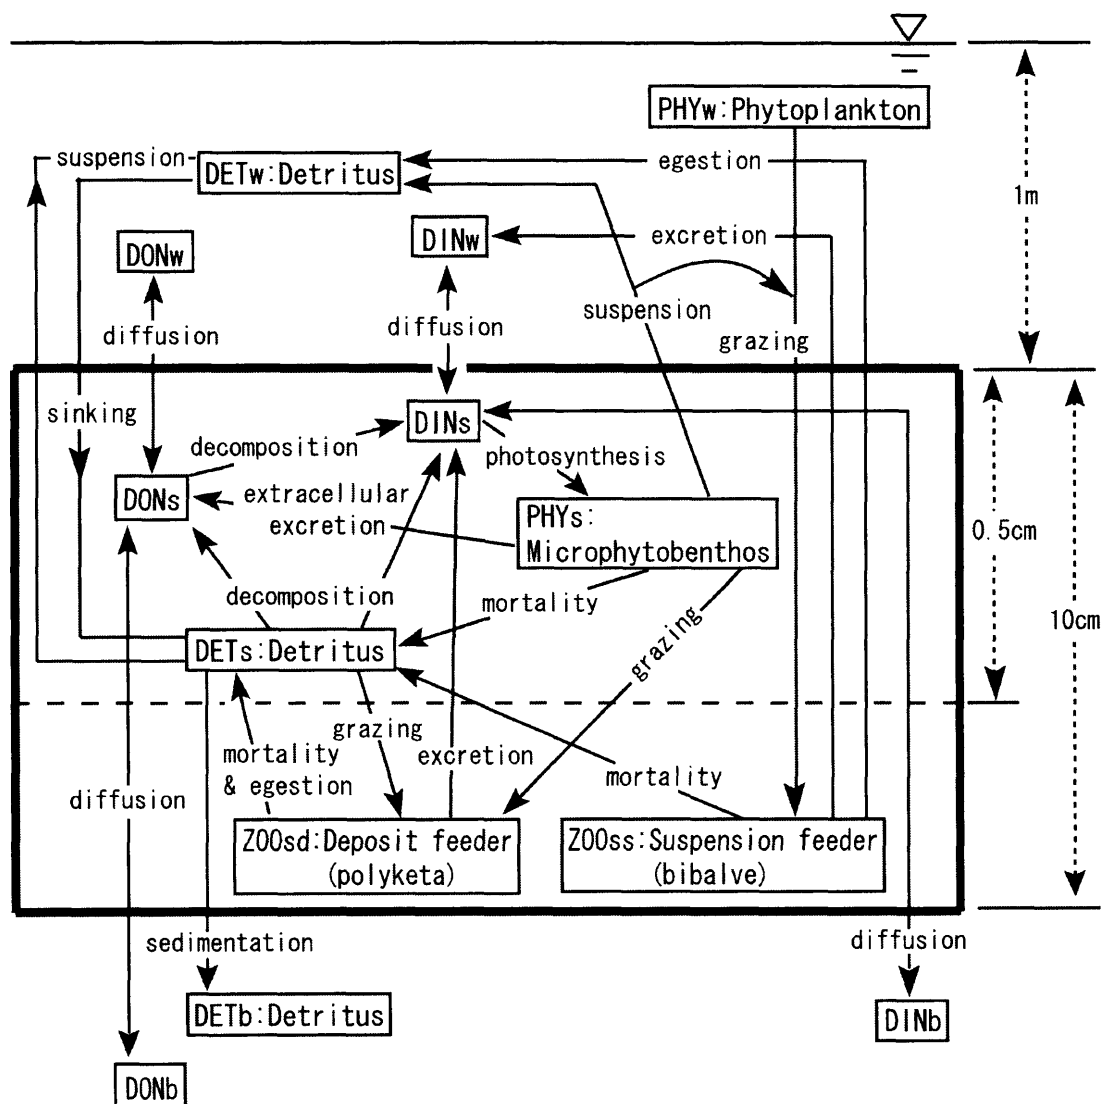 PHYw:Phytoplankton
suspension
DETw:Detritus
egestion
1m
DONw
DINw
excretion
diffusion
diffusion
suspension
grazing
sinking
DINs
decomposition
photosynthesis
DONs
extracellular
excretion
PHYs:
Microphytobenthos
0.5cm
decomposition
mortality
10cm
DETs:Detritus
grazing
grazing
mortality
& egestion
excretion
mortality
diffusion
ZOOsd:Deposit feeder
(polyketa)
ZOOss:Suspension feeder
(bibalve)
sedimentation
diffusion
DETb:Detritus
DINb
DONb